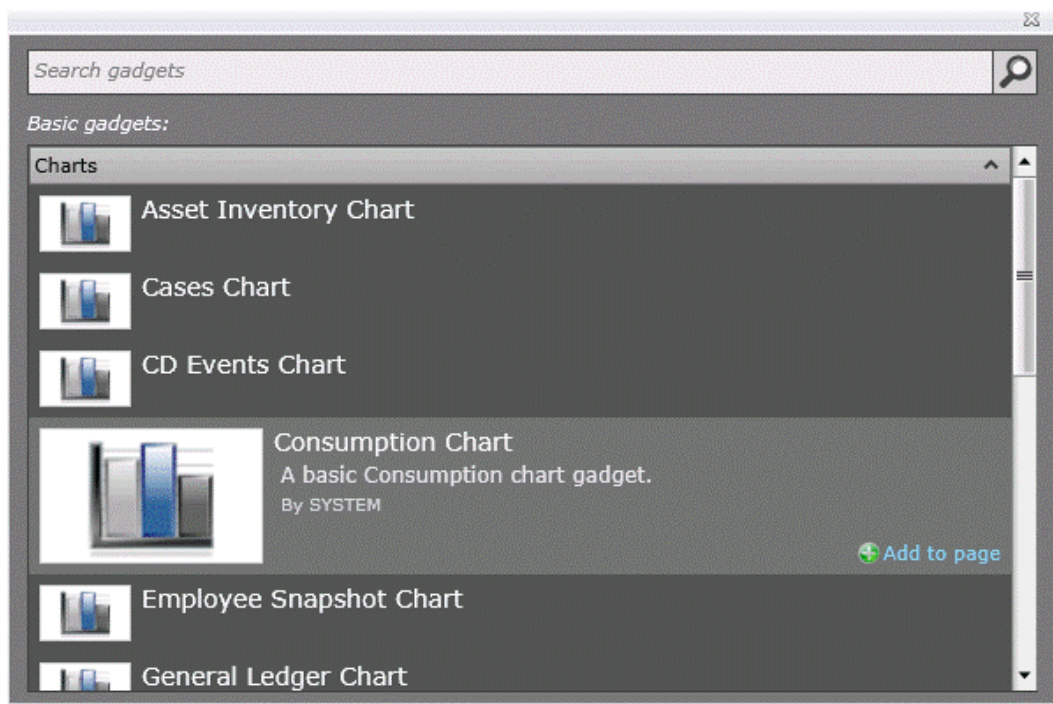 Search gadgets
Basic gadgets:
Charts
Asset Inventory Chart
Cases Chart
CD Events Chart
Consumption Chart
A basic Consumption chart gadget.
By SYSTEM
Add to page
Employee Snapshot Chart
General Ledger Chart